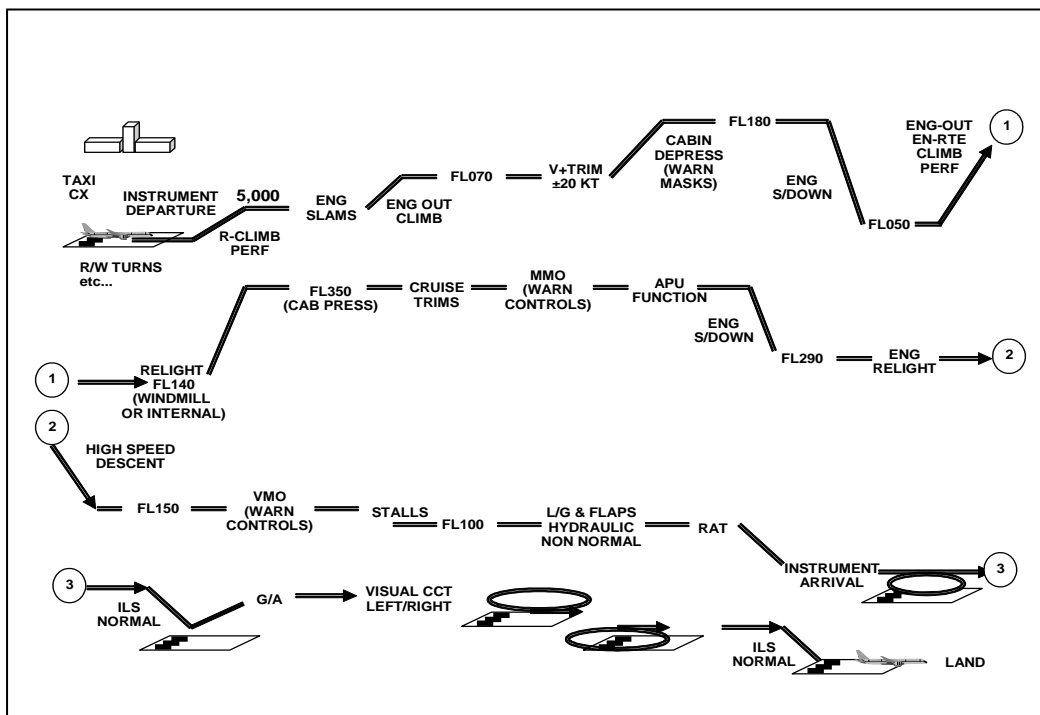 TAXI
CX
INSTRUMENT
DEPARTURE
5,000
R-CLIMB
PERF
R/W TURNS
etc...
ENG
SLAMS
ENG OUT
CLIMB
FL070
V+TRIM
±20 KT
CABIN
DEPRESS
(WARN
MASKS)
FL180
ENG
S/DOWN
FL050
ENG-OUT
EN-RTE
CLIMB
PERF
1
1
RELIGHT
FL140
(WINDMILL
OR INTERNAL)
FL350
(CAB PRESS)
CRUISE
TRIMS
MMO
(WARN
CONTROLS)
APU
FUNCTION
ENG
S/DOWN
FL290
ENG
RELIGHT
2
2
HIGH SPEED
DESCENT
FL150
VMO
(WARN
CONTROLS)
STALLS
FL100
L/G & FLAPS
HYDRAULIC
NON NORMAL
RAT
INSTRUMENT
ARRIVAL
3
3
ILS
NORMAL
G/A
VISUAL CCT
LEFT/RIGHT
ILS
NORMAL
LAND